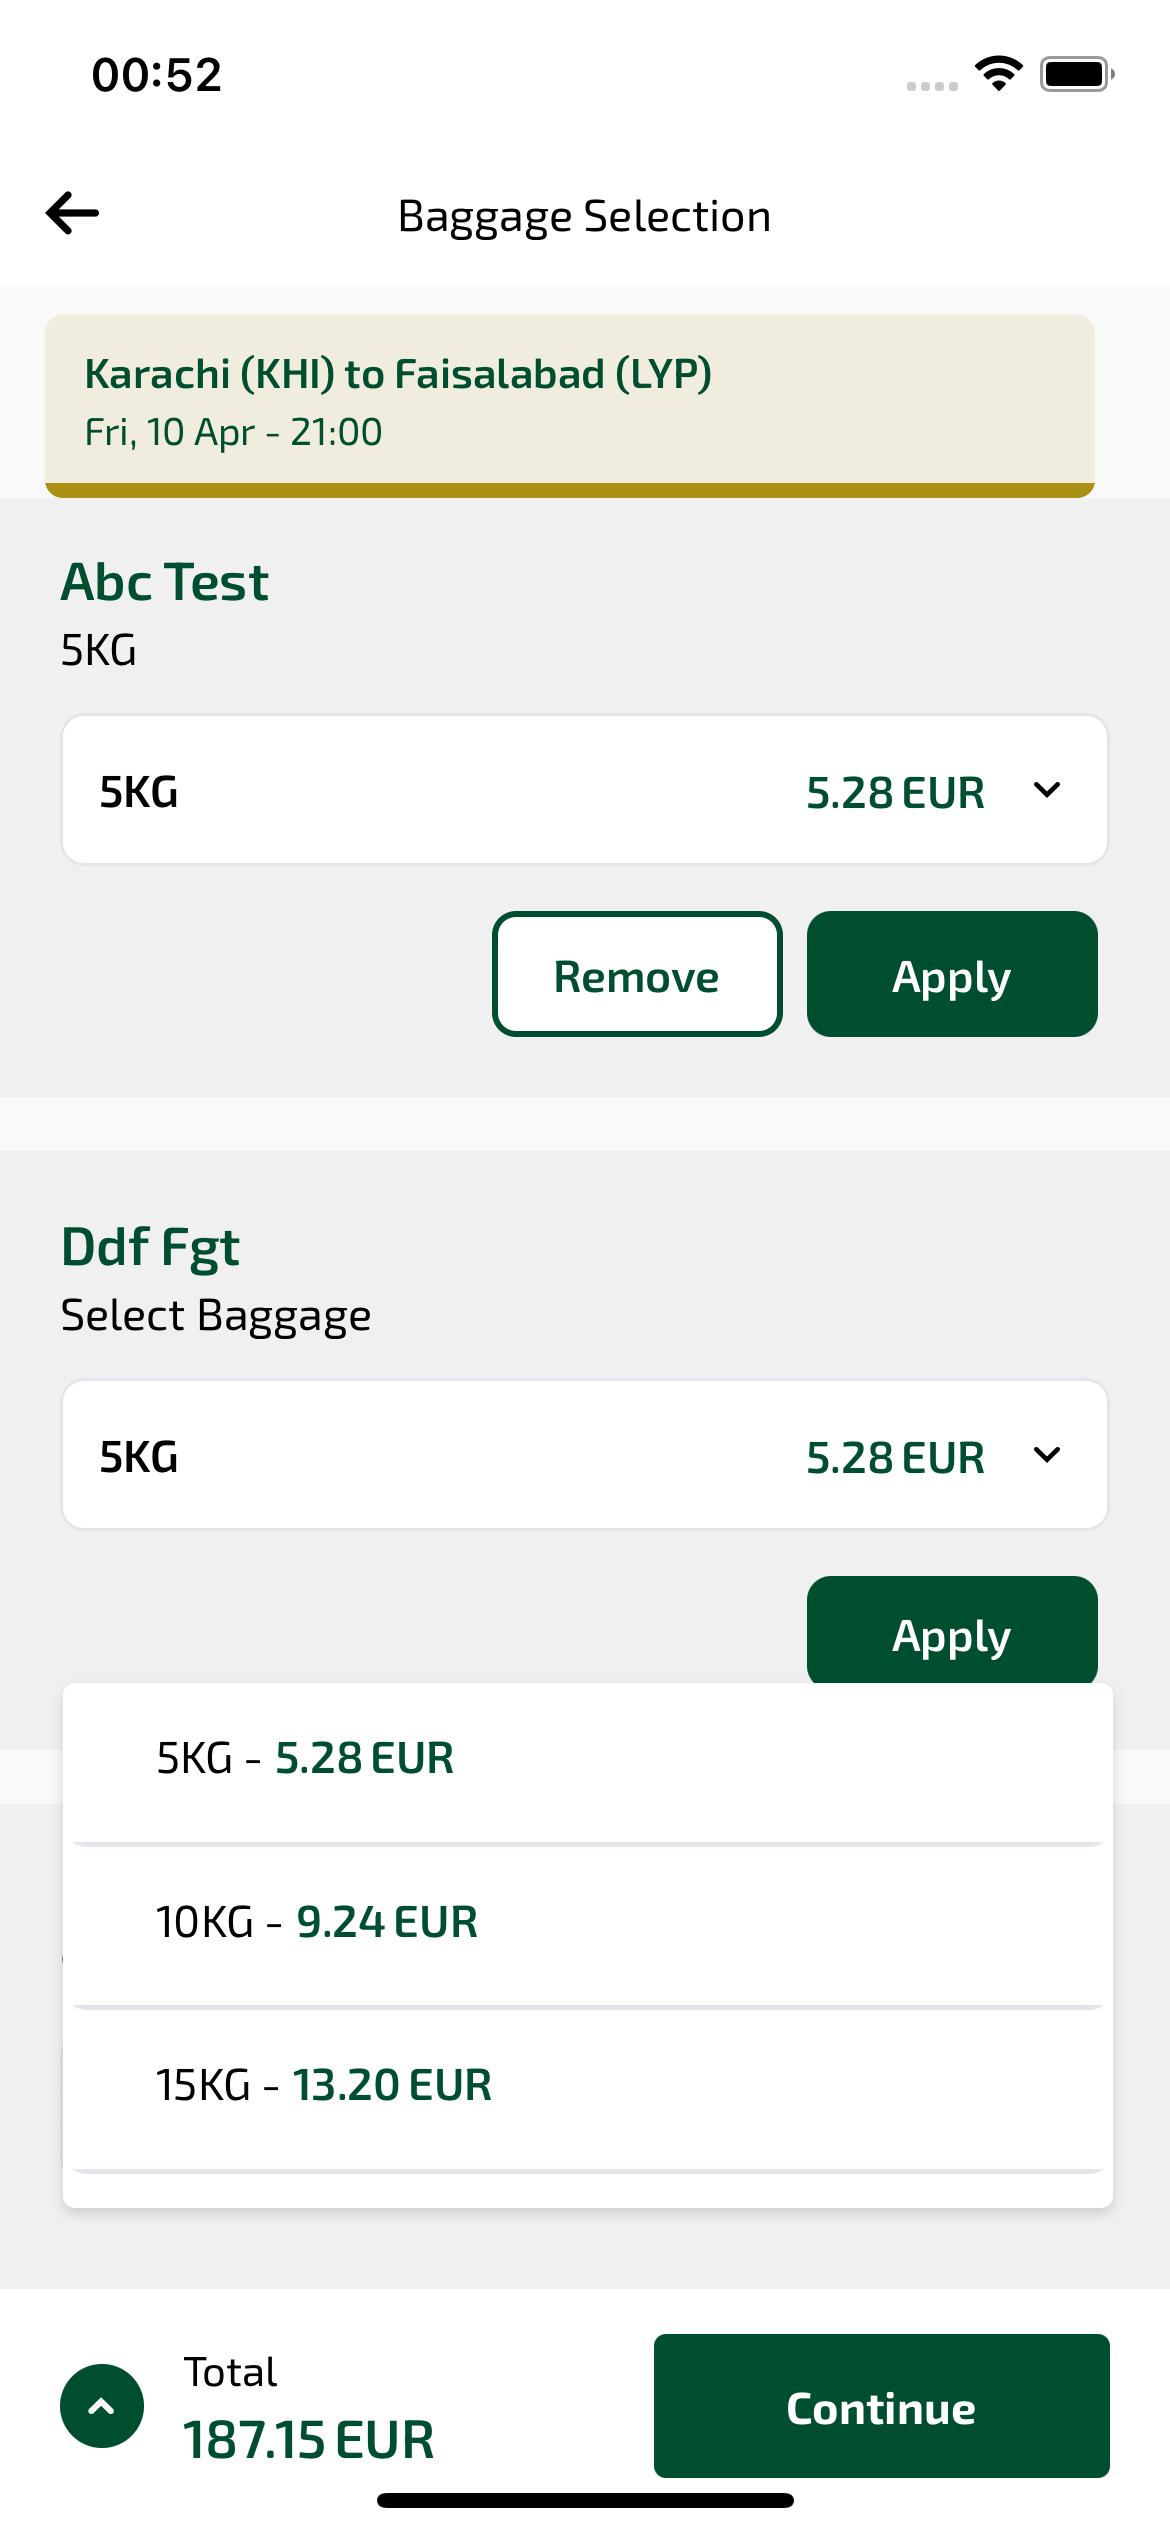 00:52
Baggage Selection
Karachi (KHI) to Faisalabad (LYP)
Fri, 10 Apr - 21:00
Abc Test
5KG
5KG 5.28 EUR
Remove Apply
Ddf Fgt
Select Baggage
5KG 5.28 EUR
Apply
5KG - 5.28 EUR
10KG - 9.24 EUR
15KG - 13.20 EUR
Total
187.15 EUR
Continue